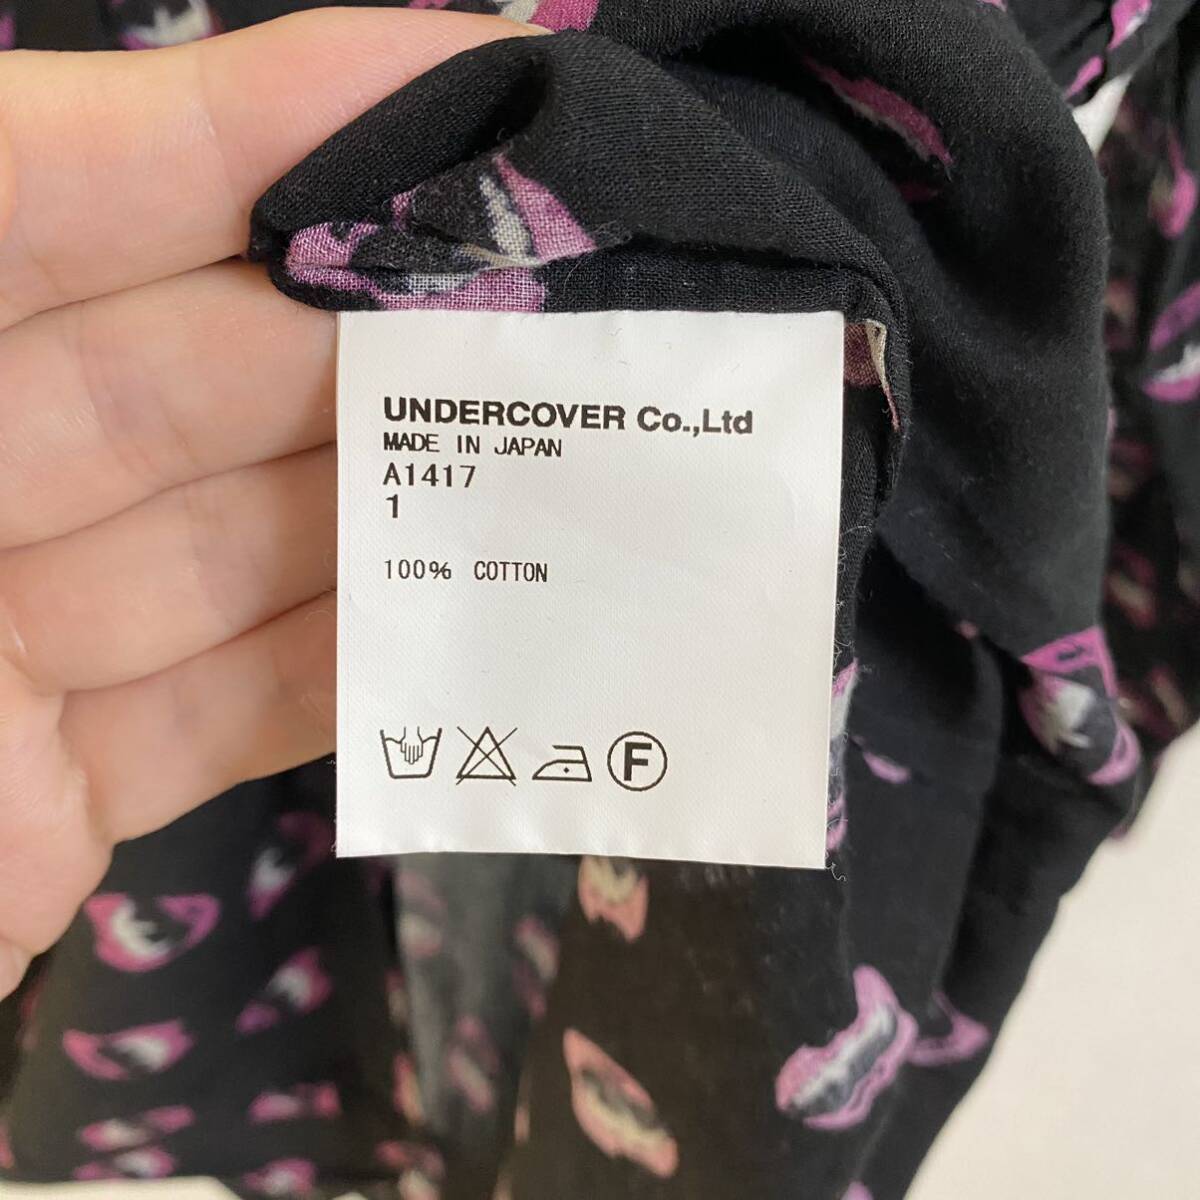 UNDERCOVER Co.,Ltd
MADE IN JAPAN
A1417
1
100% COTTON
F